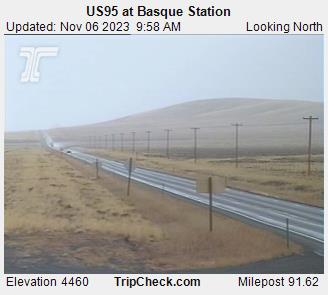 US95 at Basque Station
Updated: Nov 06 2023 9:58 AM Looking North
Elevation 4460 TripCheck.com Milepost 91.62